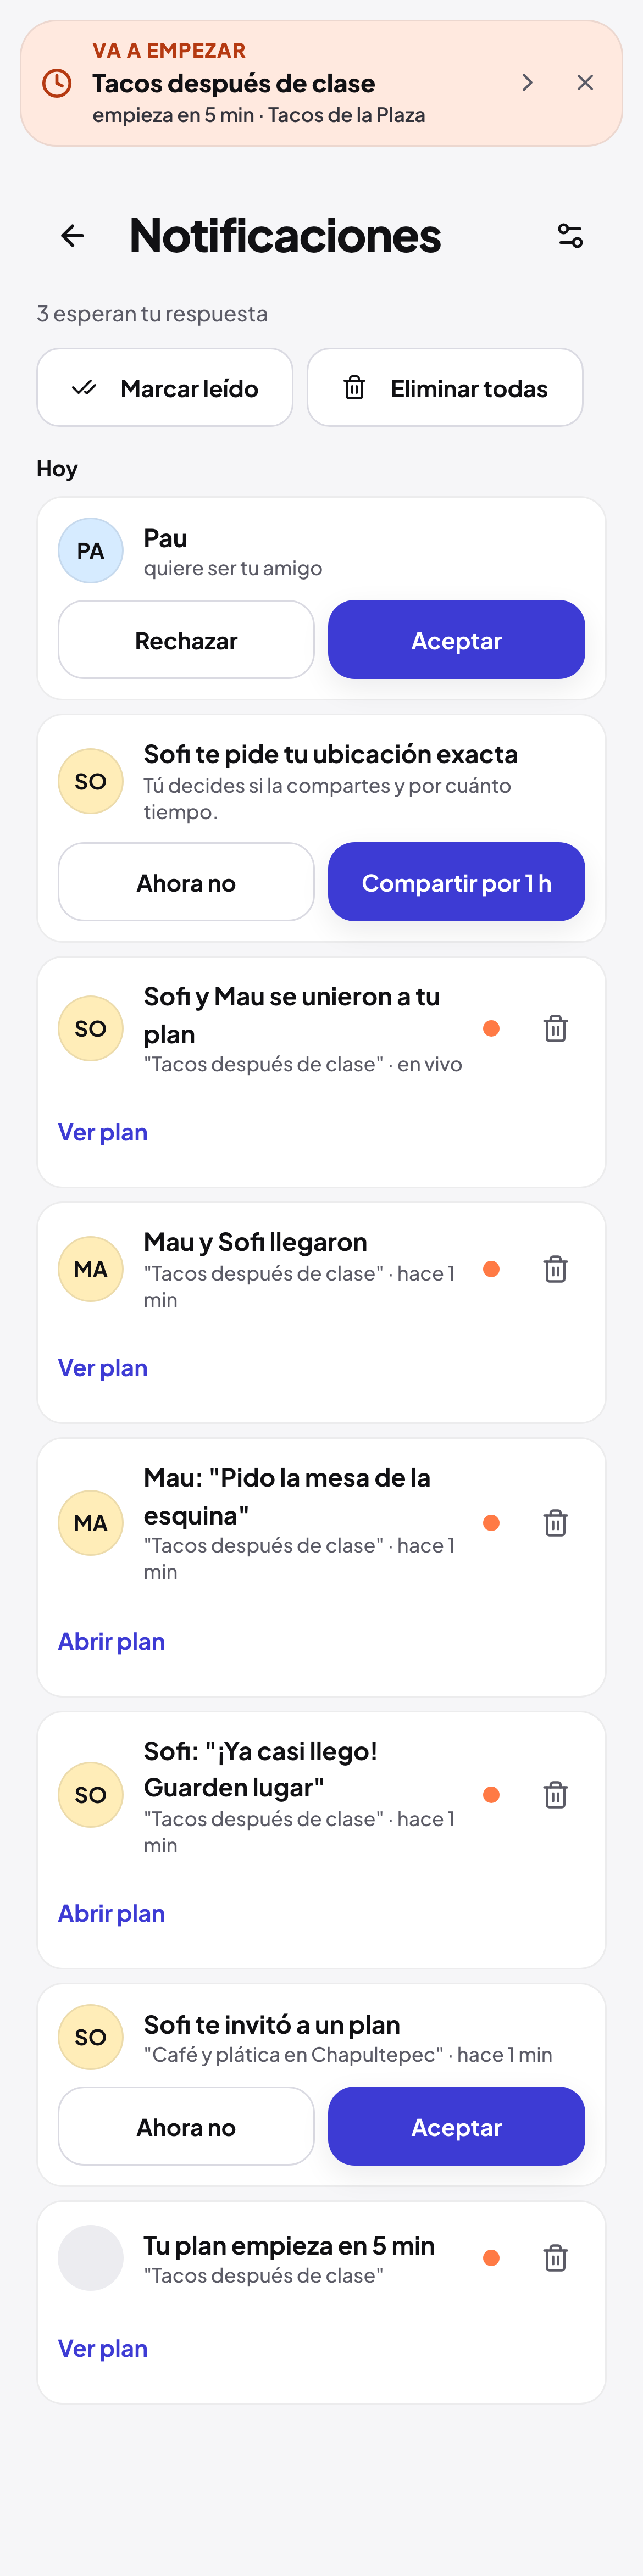 VA A EMPEZAR
Tacos después de clase
empieza en 5 min · Tacos de la Plaza
Notificaciones
3 esperan tu respuesta
Marcar leído
Eliminar todas
Hoy
PA
Pau
quiere ser tu amigo
Rechazar
Aceptar
SO
Sofi te pide tu ubicación exacta
Tú decides si la compartes y por cuánto
tiempo.
Ahora no
Compartir por 1 h
SO
Sofi y Mau se unieron a tu
plan
"Tacos después de clase" · en vivo
Ver plan
MA
Mau y Sofi llegaron
"Tacos después de clase" · hace 1
min
Ver plan
MA
Mau: "Pido la mesa de la
esquina"
"Tacos después de clase" · hace 1
min
Abrir plan
SO
Sofi: "¡Ya casi llego!
Guarden lugar"
"Tacos después de clase" · hace 1
min
Abrir plan
SO
Sofi te invitó a un plan
"Café y plática en Chapultepec" · hace 1 min
Ahora no
Aceptar
Tu plan empieza en 5 min
"Tacos después de clase"
Ver plan